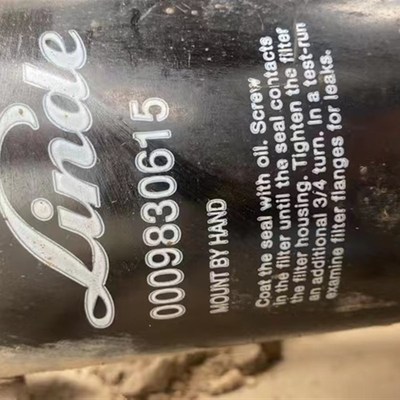 Linde
0009830615
MOUNT BY HAND
Coat the seal with oil. Screw
in the filter until the seal contacts
the filter housing. Tighten the filter
an additional 3/4 turn. In a test-run
examine filter flanges for leaks.